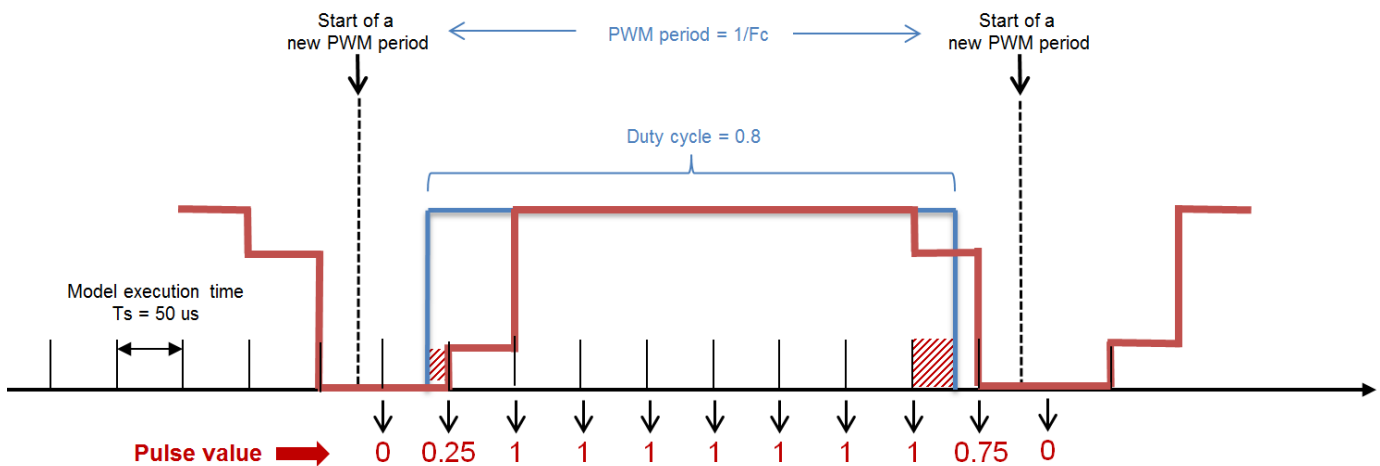 Start of a
new PWM period
PWM period = 1/Fc
Start of a
new PWM period
Duty cycle = 0.8
Model execution time
Ts = 50 us
Pulse value 0 0.25 1 1 1 1 1 1 1 0.75 0